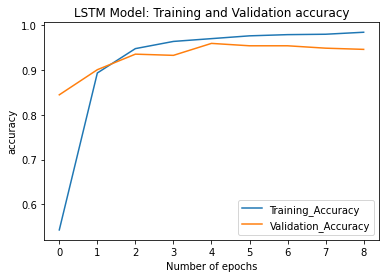 LSTM Model: Training and Validation accuracy
1.0
0.9
0.8
0.7
0.6
accuracy
Training_Accuracy
Validation_Accuracy
0 1 2 3 4 5 6 7 8
Number of epochs